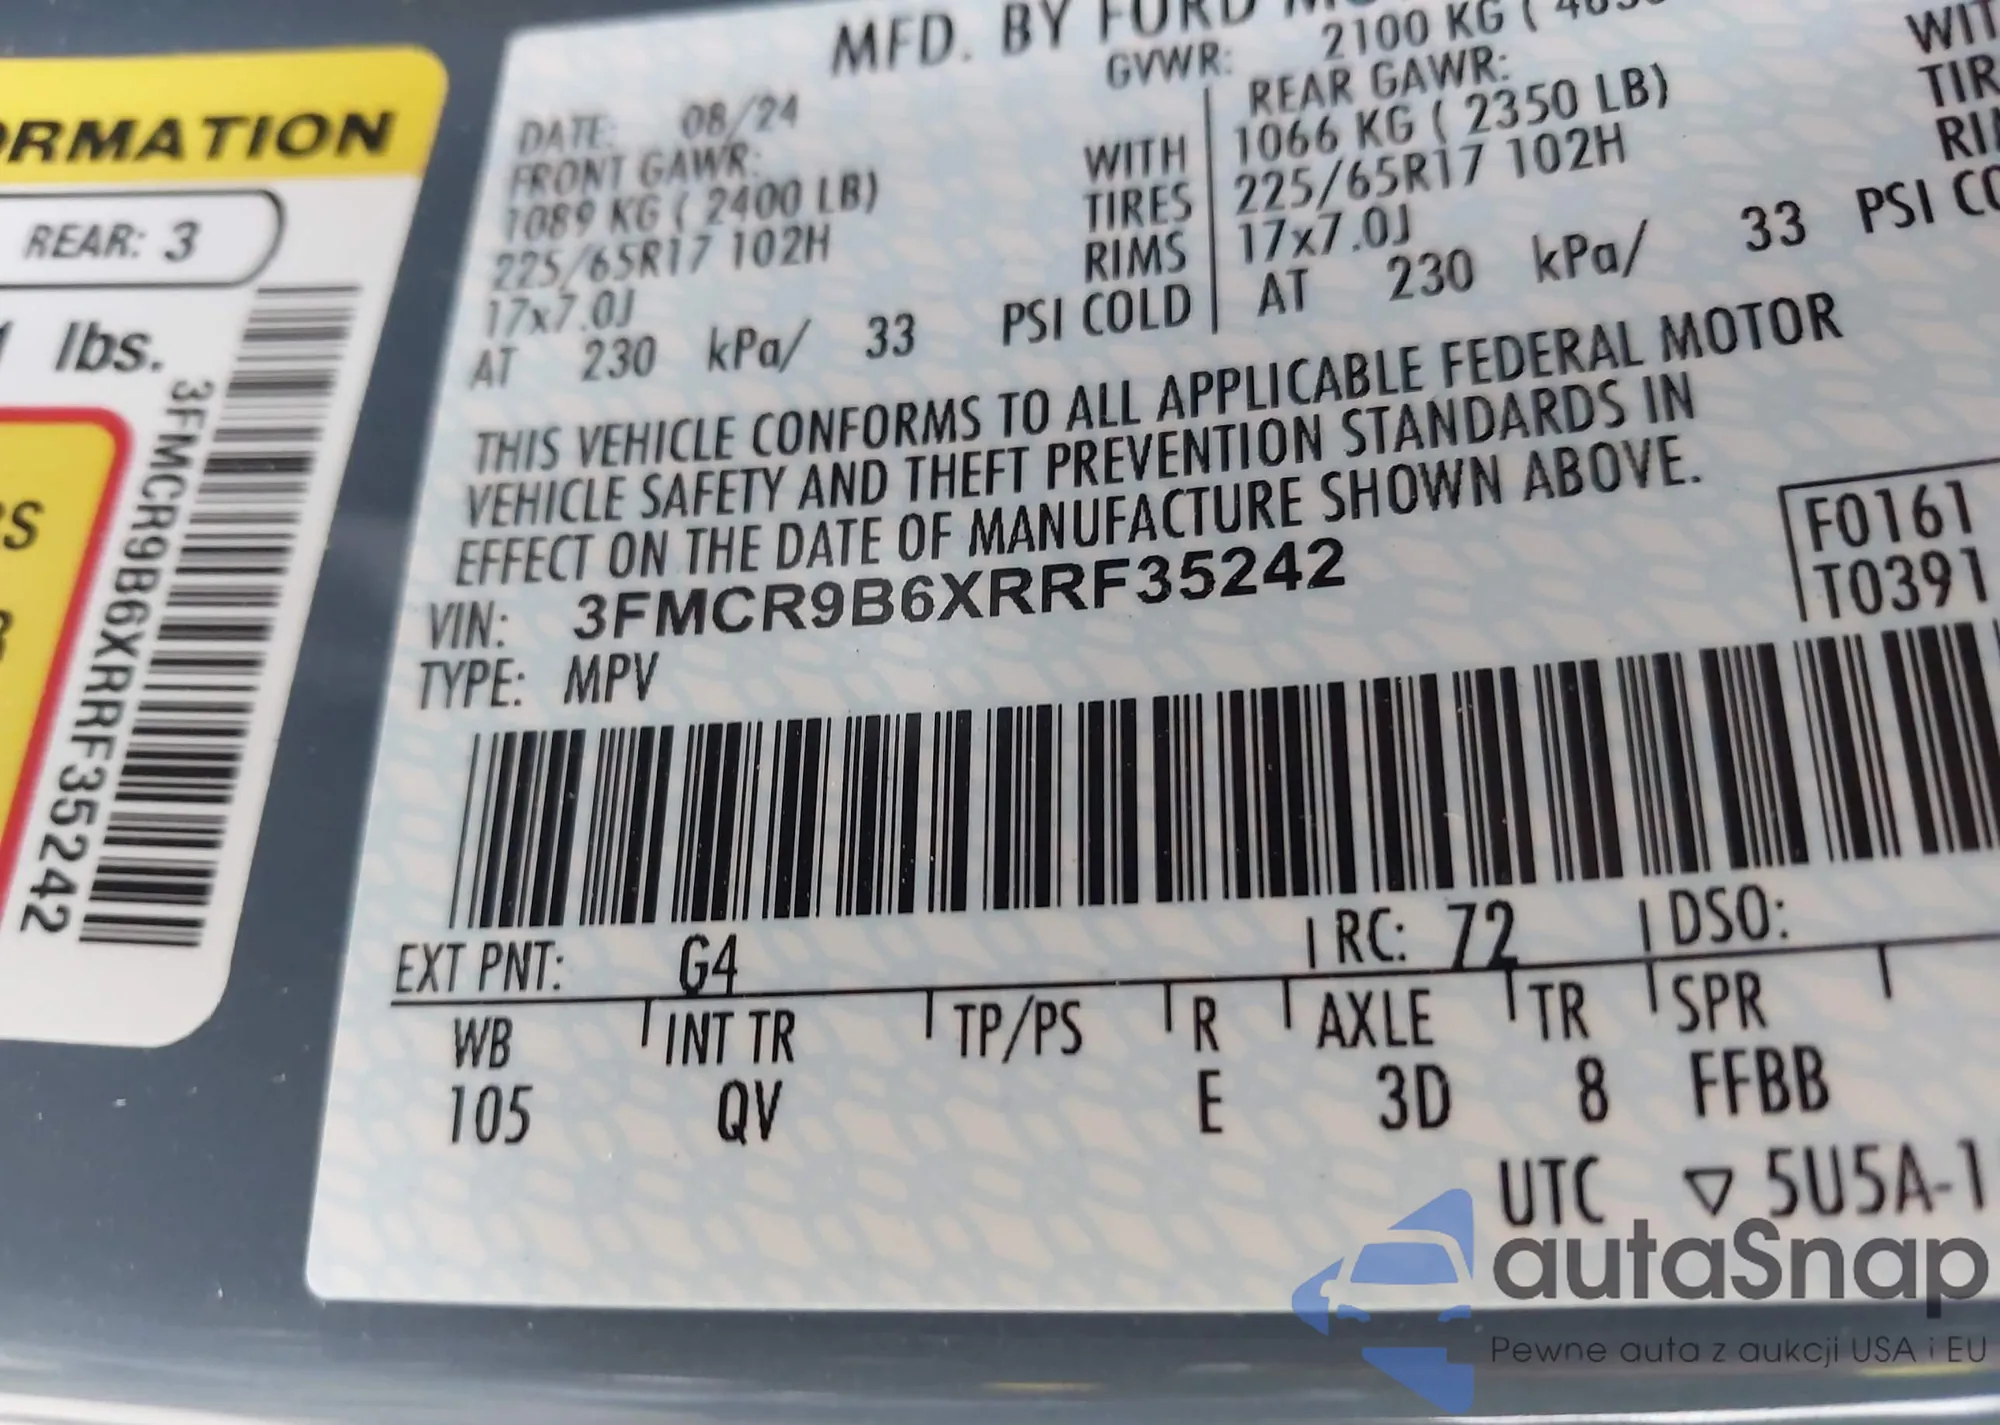 RMATION
REAR: 3
lbs.
3FMCR9B6XRRF35242
MFD. BY FORD
DATE: 08/24
GVWR: 2100 KG (
FRONT GAWR:
1089 KG ( 2400 LB)
225/65R17 102H
17x7.0J
AT 230 kPa/ 33 PSI COLD
WITH
TIRES
RIMS
REAR GAWR:
1066 KG ( 2350 LB)
225/65R17 102H
17x7.0J
AT 230 kPa/ 33 PSI CO
WIT
TIR
RI
THIS VEHICLE CONFORMS TO ALL APPLICABLE FEDERAL MOTOR
VEHICLE SAFETY AND THEFT PREVENTION STANDARDS IN
EFFECT ON THE DATE OF MANUFACTURE SHOWN ABOVE.
VIN: 3FMCR9B6XRRF35242
TYPE: MPV
F0161
T0391
EXT PNT: G4 RC: 72 DSO:
WB INT TR TP/PS R AXLE TR SPR
105 QV E 3D 8 FFBB
UTC ▽ 5U5A-1
autaSnap
Pewne auta z aukcji USA i EU